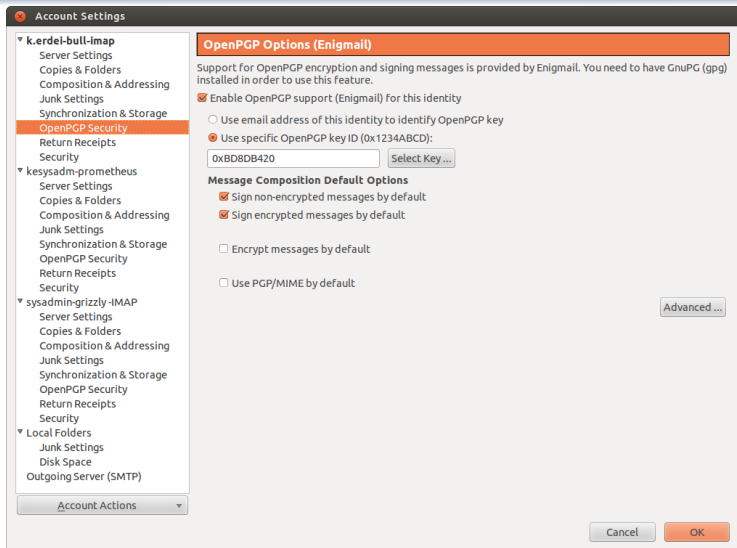 Account Settings
k.erdei-bull-imap
Server Settings
Copies & Folders
Composition & Addressing
Junk Settings
Synchronization & Storage
OpenPGP Security
Return Receipts
Security
kesysadm-prometheus
Server Settings
Copies & Folders
Composition & Addressing
Junk Settings
Synchronization & Storage
OpenPGP Security
Return Receipts
Security
sysadmin-grizzly-IMAP
Server Settings
Copies & Folders
Composition & Addressing
Junk Settings
Synchronization & Storage
OpenPGP Security
Return Receipts
Security
Local Folders
Junk Settings
Disk Space
Outgoing Server (SMTP)
Account Actions
OpenPGP Options (Enigmail)
Support for OpenPGP encryption and signing messages is provided by Enigmail. You need to have GnuPG (gpg)
installed in order to use this feature.
Enable OpenPGP support (Enigmail) for this identity
Use email address of this identity to identify OpenPGP key
Use specific OpenPGP key ID (0x1234ABCD):
0xBD8DB420
Select Key ...
Message Composition Default Options
Sign non-encrypted messages by default
Sign encrypted messages by default
Encrypt messages by default
Use PGP/MIME by default
Advanced ...
Cancel
OK